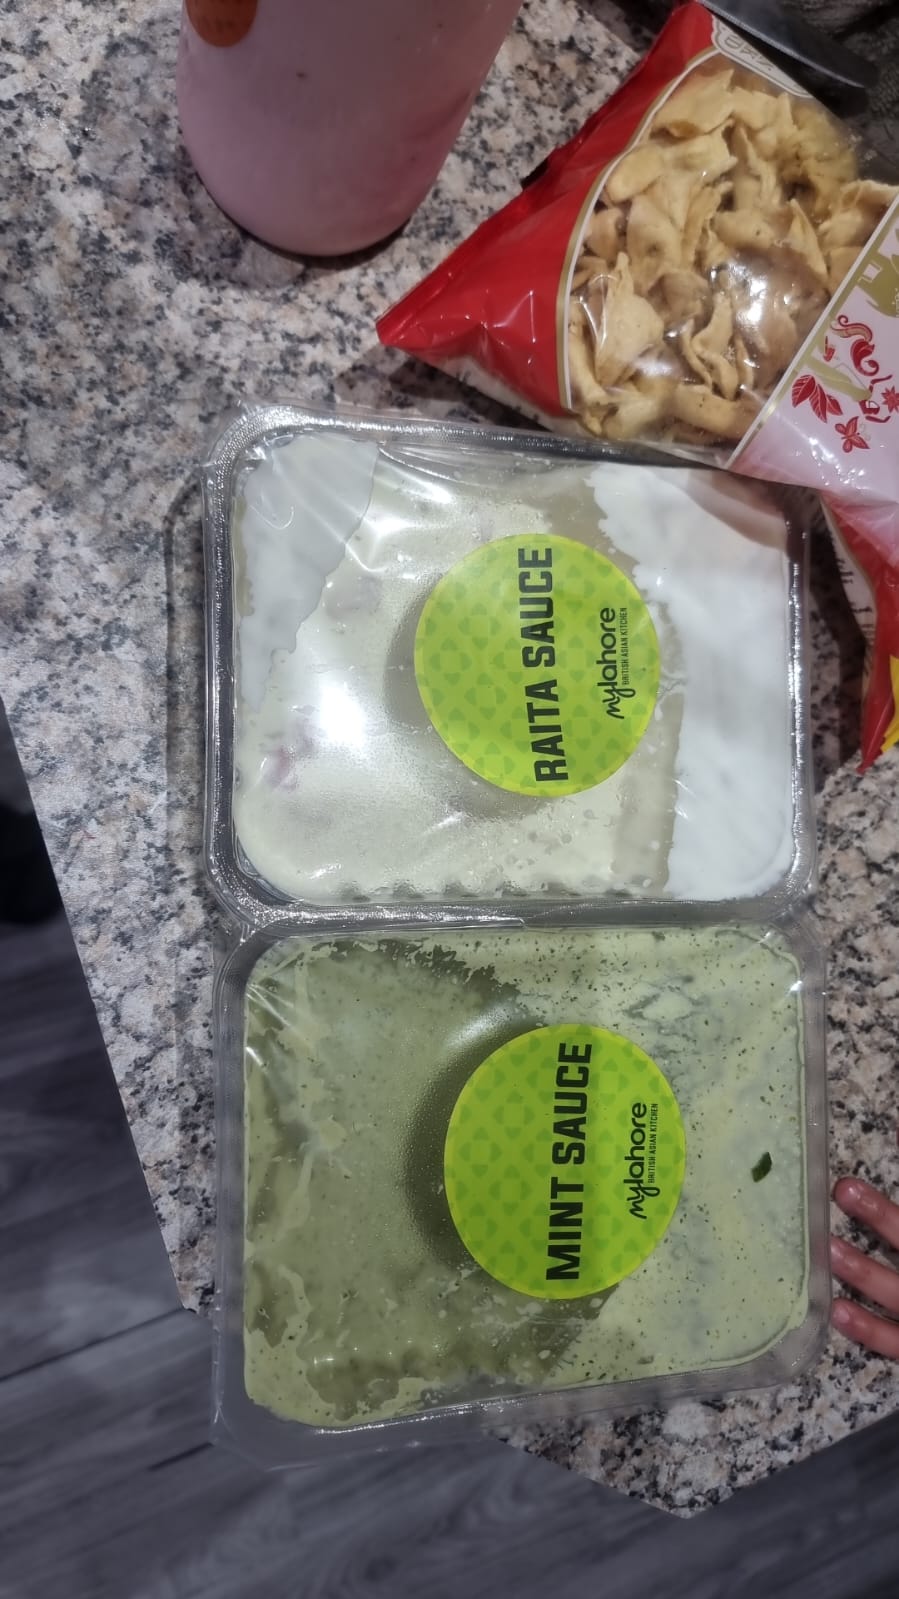 RAITA SAUCE
mylahore
BRITISH ASIAN KITCHEN
MINT SAUCE
mylahore
BRITISH ASIAN KITCHEN